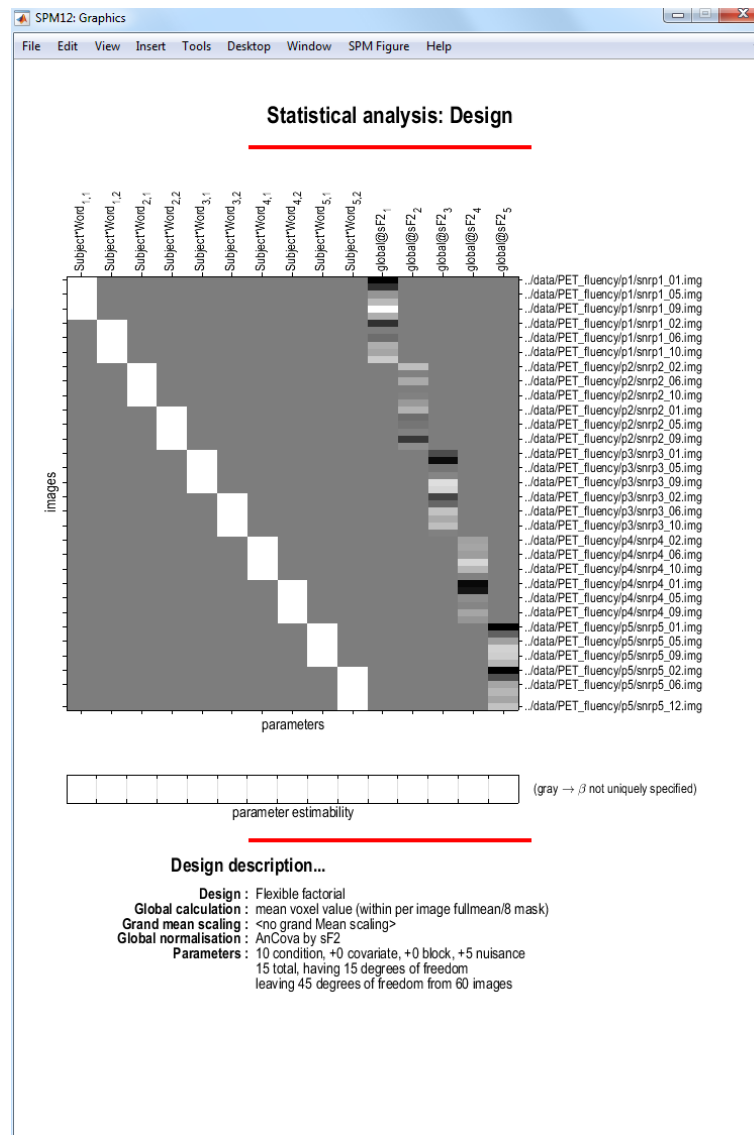 SPM12: Graphics
File Edit View Insert Tools Desktop Window SPM Figure Help
Statistical analysis: Design
Subject*Word1,1
Subject*Word1,2
Subject*Word2,1
Subject*Word2,2
Subject*Word3,1
Subject*Word3,2
Subject*Word4,1
Subject*Word4,2
Subject*Word5,1
Subject*Word5,2
global@sF2_1
global@sF2_2
global@sF2_3
global@sF2_4
global@sF2_5
images
../data/PET_fluency/p1/snrp1_01.img
../data/PET_fluency/p1/snrp1_05.img
../data/PET_fluency/p1/snrp1_09.img
../data/PET_fluency/p1/snrp1_02.img
../data/PET_fluency/p1/snrp1_06.img
../data/PET_fluency/p1/snrp1_10.img
../data/PET_fluency/p2/snrp2_02.img
../data/PET_fluency/p2/snrp2_06.img
../data/PET_fluency/p2/snrp2_10.img
../data/PET_fluency/p2/snrp2_01.img
../data/PET_fluency/p2/snrp2_05.img
../data/PET_fluency/p2/snrp2_09.img
../data/PET_fluency/p3/snrp3_01.img
../data/PET_fluency/p3/snrp3_05.img
../data/PET_fluency/p3/snrp3_09.img
../data/PET_fluency/p3/snrp3_02.img
../data/PET_fluency/p3/snrp3_06.img
../data/PET_fluency/p3/snrp3_10.img
../data/PET_fluency/p4/snrp4_02.img
../data/PET_fluency/p4/snrp4_06.img
../data/PET_fluency/p4/snrp4_10.img
../data/PET_fluency/p4/snrp4_01.img
../data/PET_fluency/p4/snrp4_05.img
../data/PET_fluency/p4/snrp4_09.img
../data/PET_fluency/p5/snrp5_01.img
../data/PET_fluency/p5/snrp5_05.img
../data/PET_fluency/p5/snrp5_09.img
../data/PET_fluency/p5/snrp5_02.img
../data/PET_fluency/p5/snrp5_06.img
../data/PET_fluency/p5/snrp5_12.img
parameters
(gray → β not uniquely specified)
parameter estimability
Design description...
Design : Flexible factorial
Global calculation : mean voxel value (within per image fullmean/8 mask)
Grand mean scaling : <no grand Mean scaling>
Global normalisation : AnCova by sF2
Parameters : 10 condition, +0 covariate, +0 block, +5 nuisance
15 total, having 15 degrees of freedom
leaving 45 degrees of freedom from 60 images